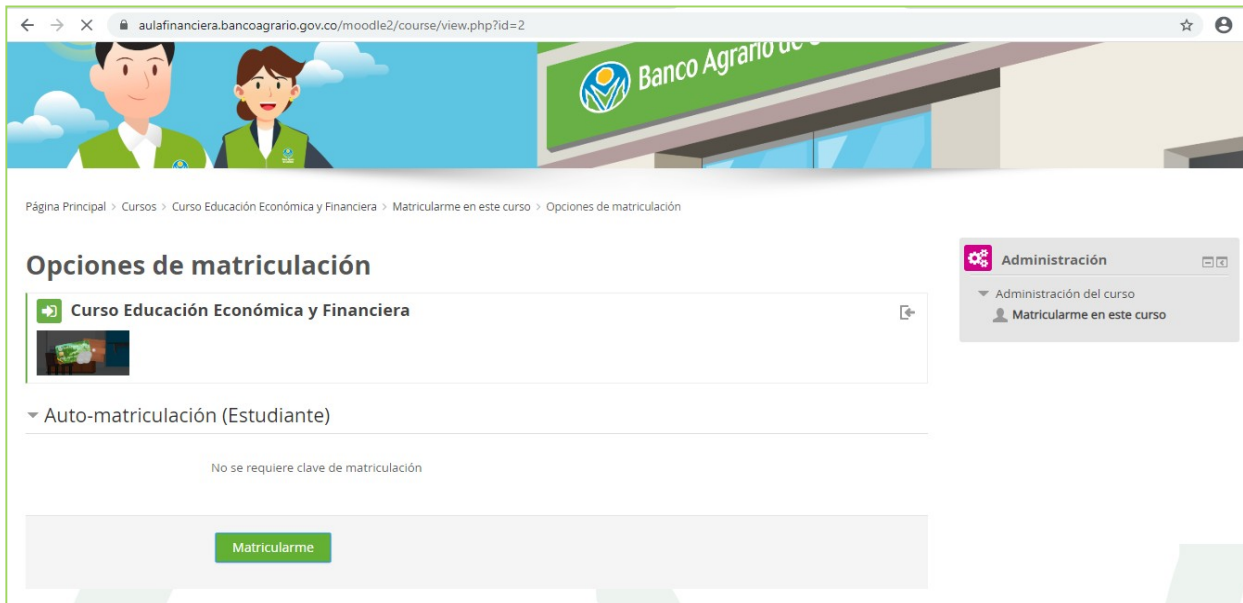 aulafinanciera.bancoagrario.gov.co/moodle2/course/view.php?id=2
Banco Agrario de
Página Principal > Cursos > Curso Educación Económica y Financiera > Matricularme en este curso > Opciones de matriculación
Opciones de matriculación
Administración
Curso Educación Económica y Financiera
Administración del curso
Matricularme en este curso
Auto-matriculación (Estudiante)
No se requiere clave de matriculación
Matricularme